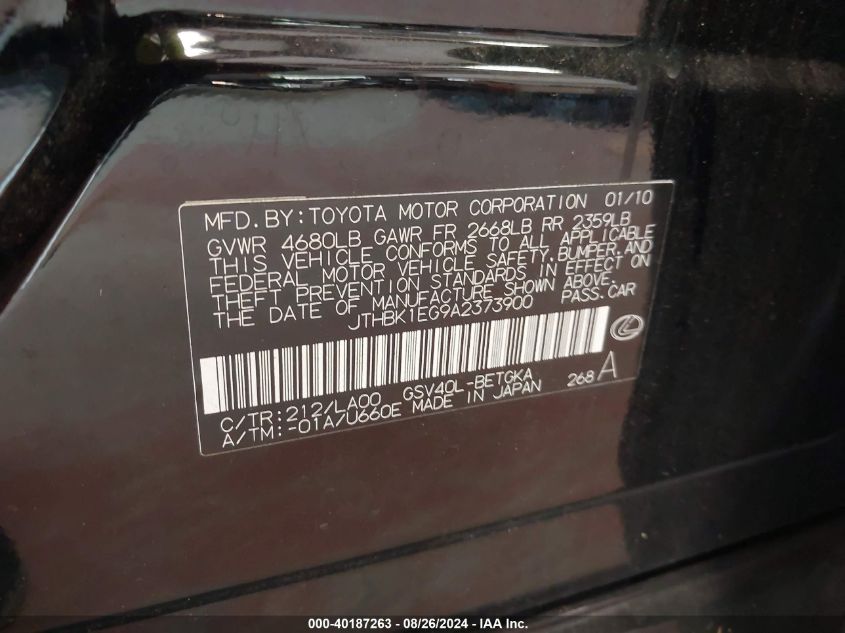 MFD.BY:TOYOTA MOTOR CORPORATION 01/10
GVWR 4680LB GAWR FR 2668LB RR 2359LB
THIS VEHICLE CONFORMS TO ALL APPLICABLE
FEDERAL MOTOR VEHICLE SAFETY,BUMPER,AND
THEFT PREVENTION STANDARDS IN EFFECT ON
THE DATE OF MANUFACTURE SHOWN ABOVE.
JTHBK1EG9A2373900 PASS.CAR
C/TR:212/LA00 GSV40L-BETGKA 268A
A/TM:-01A/U660E MADE IN JAPAN
000-40187263 - 08/26/2024 - IAA Inc.